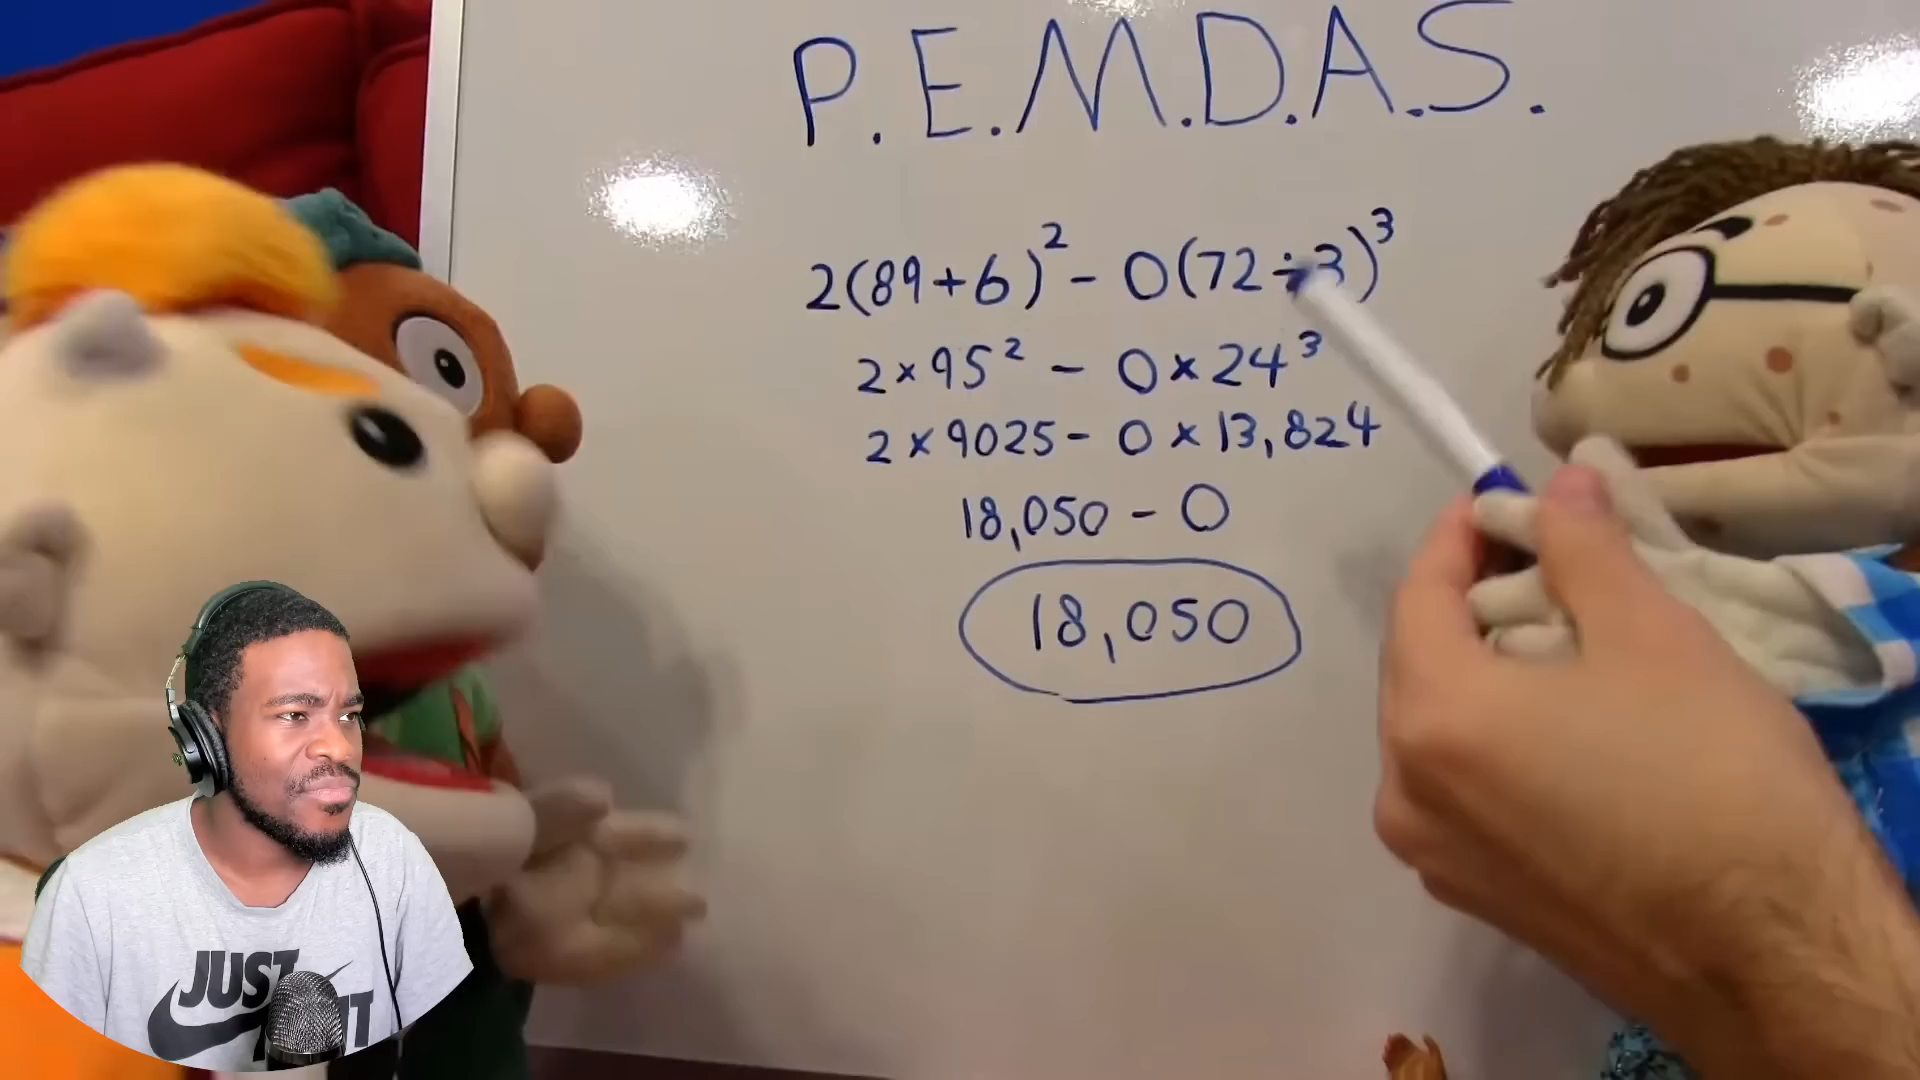 P.E.M.D.A.S.
2(89+6)² - 0(72÷3)³
2×95² - 0×24³
2×9025 - 0×13,824
18,050 - 0
18,050
JUST
IT